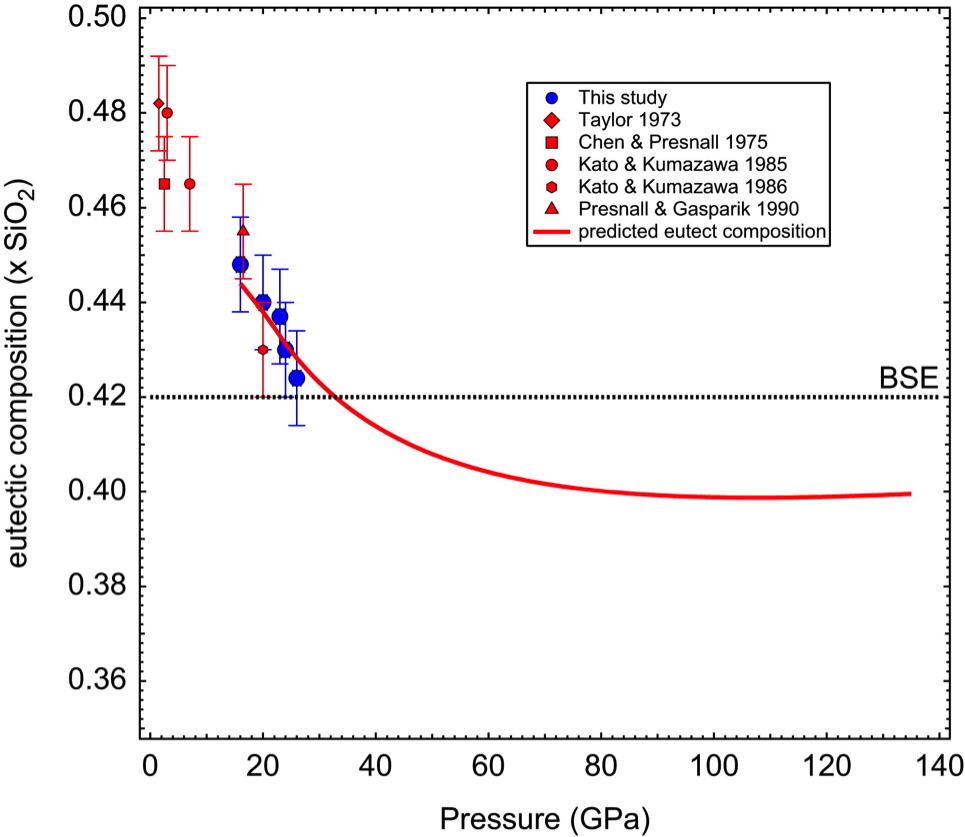 0.50
0.48
0.46
0.44
0.42
0.40
0.38
0.36
eutectic composition (x SiO2)
This study
Taylor 1973
Chen & Presnall 1975
Kato & Kumazawa 1985
Kato & Kumazawa 1986
Presnall & Gasparik 1990
predicted eutect composition
BSE
0 20 40 60 80 100 120 140
Pressure (GPa)